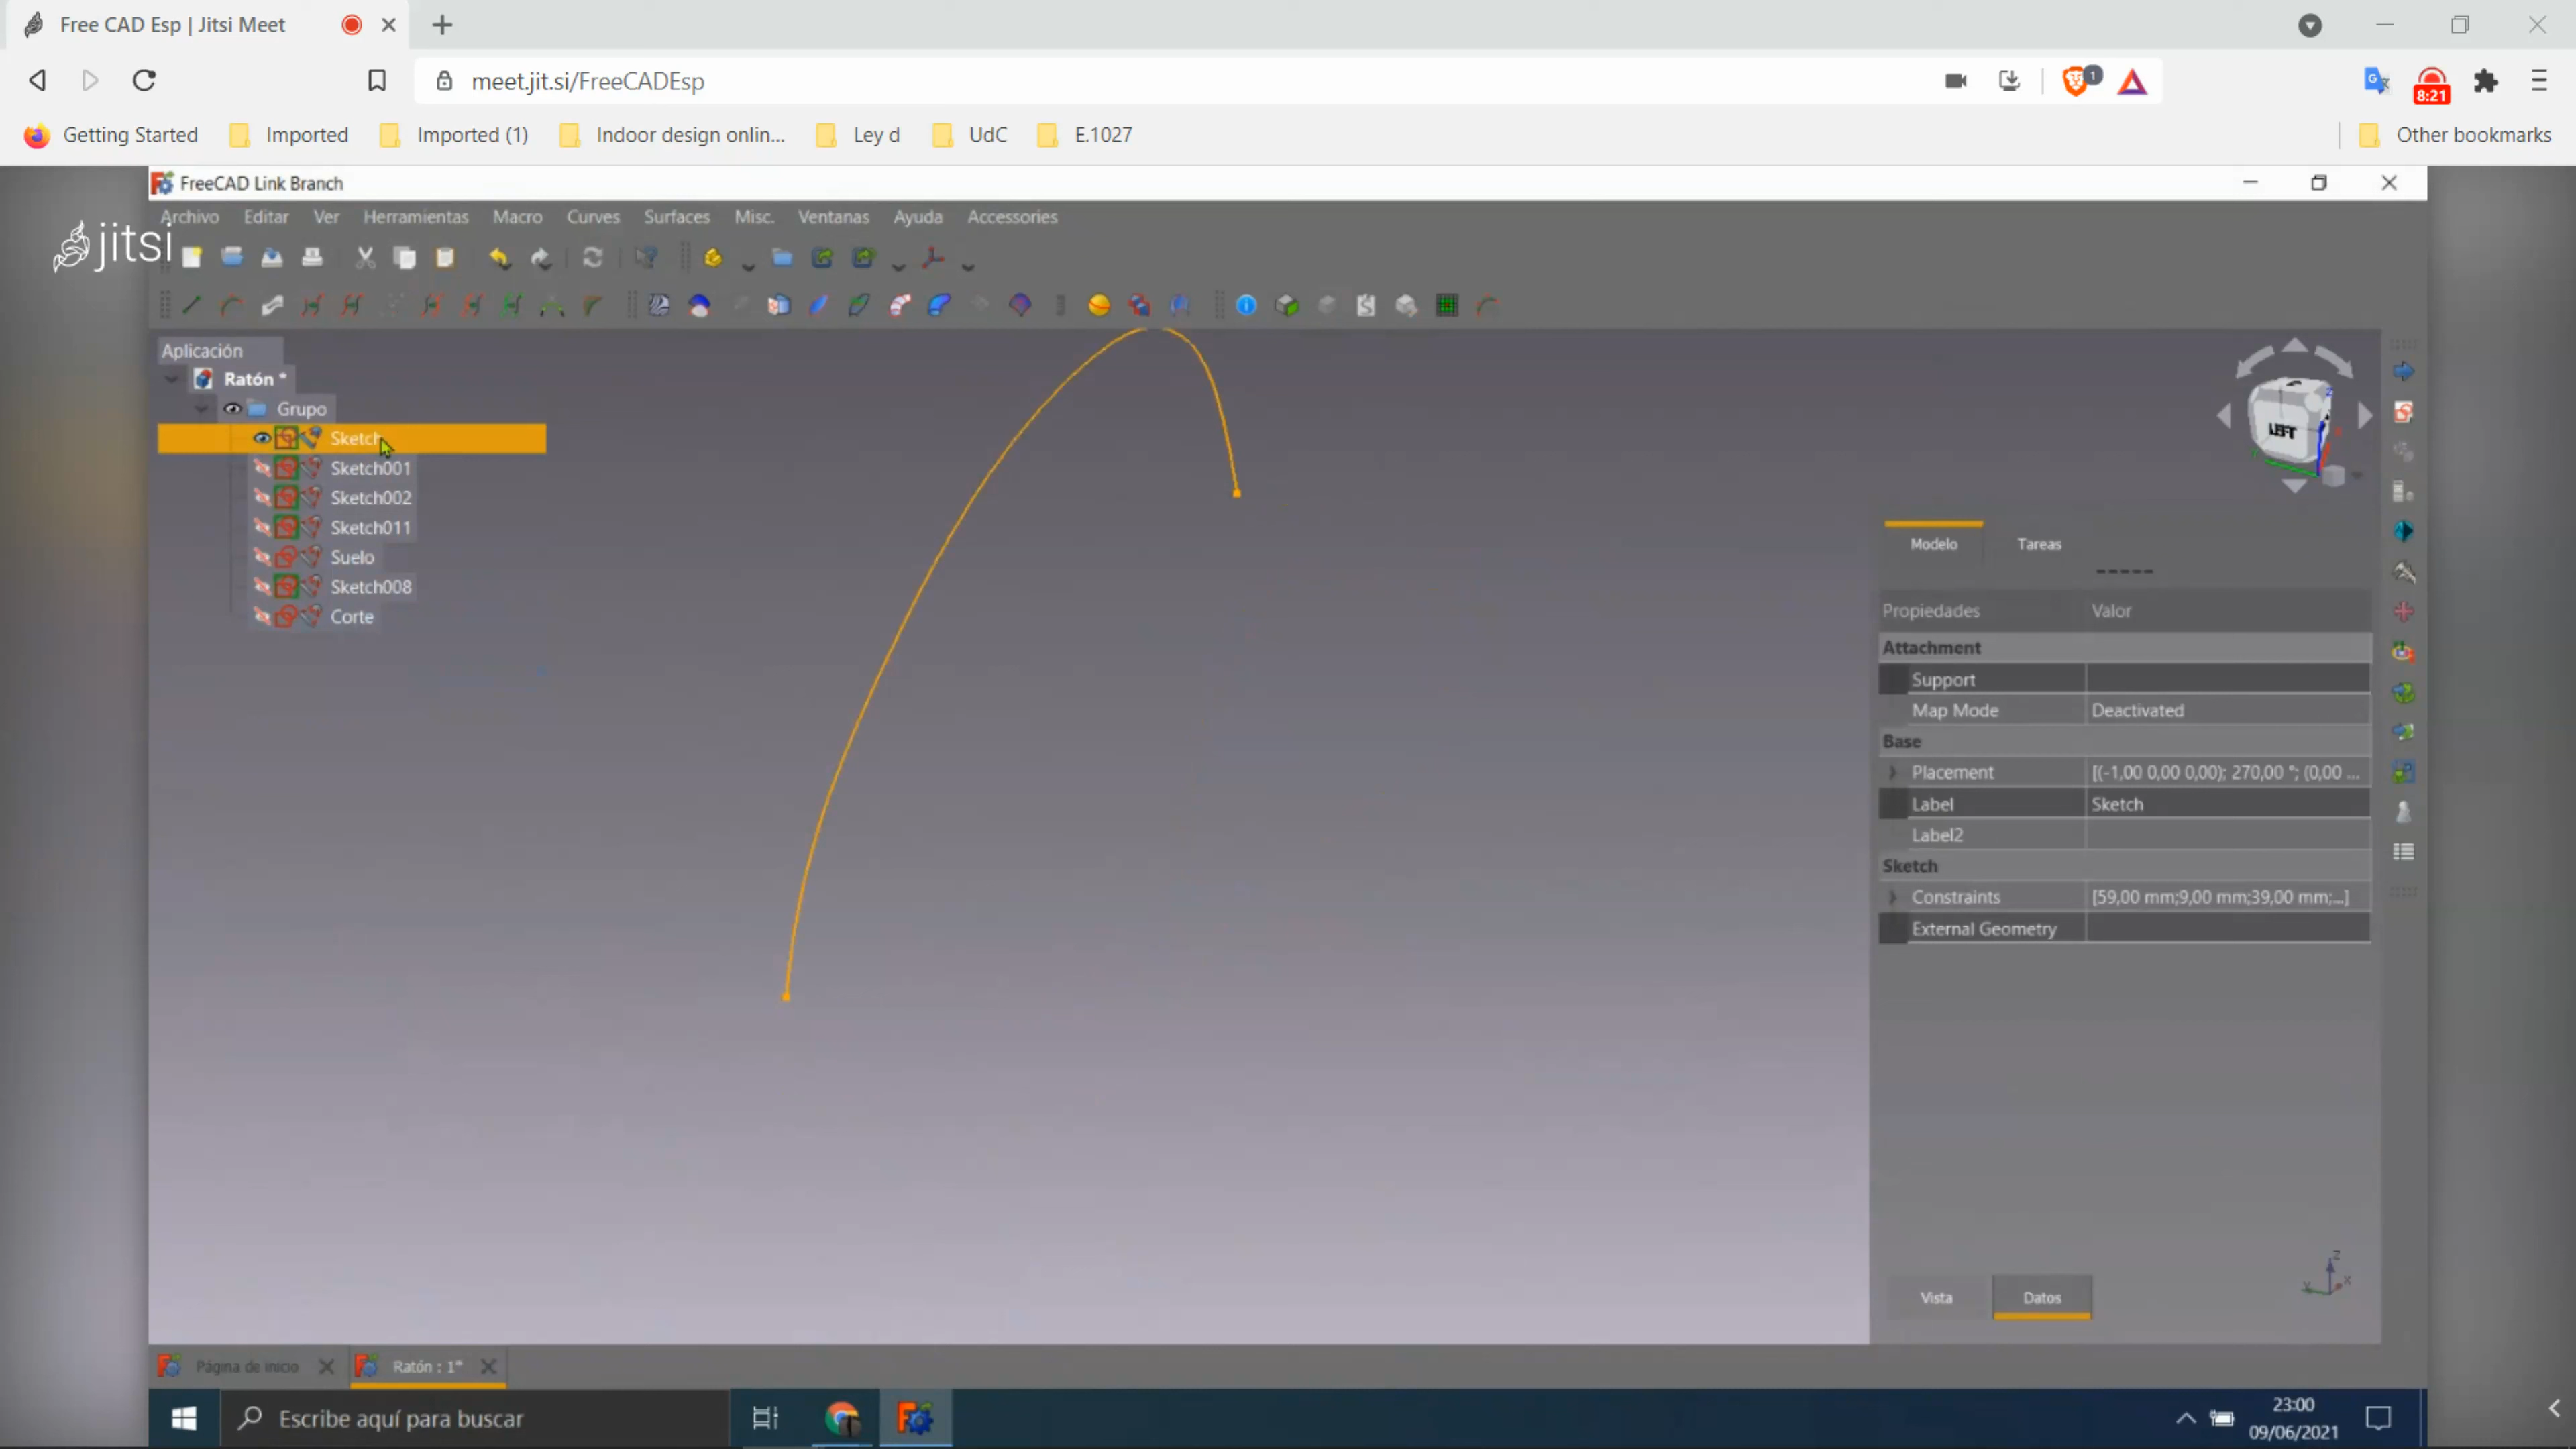 Free CAD Esp | Jitsi Meet
meet.jit.si/FreeCADEsp
1
8:21
Getting Started
Imported
Imported (1)
Indoor design onlin...
Ley d
UdC
E.1027
Other bookmarks
FreeCAD Link Branch
jitsi
Archivo
Editar
Ver
Herramientas
Macro
Curves
Surfaces
Misc.
Ventanas
Ayuda
Accessories
Aplicación
Ratón *
Grupo
Sketch
Sketch001
Sketch002
Sketch011
Suelo
Sketch008
Corte
LEFT
Modelo
Tareas
Propiedades
Valor
Attachment
Support
Map Mode
Deactivated
Base
Placement
[(-1,00 0,00 0,00); 270,00 °; (0,00 ...
Label
Sketch
Label2
Sketch
Constraints
[59,00 mm;9,00 mm;39,00 mm;...]
External Geometry
Z
Y
X
Vista
Datos
Página de inicio
Ratón : 1*
Escribe aquí para buscar
23:00
09/06/2021